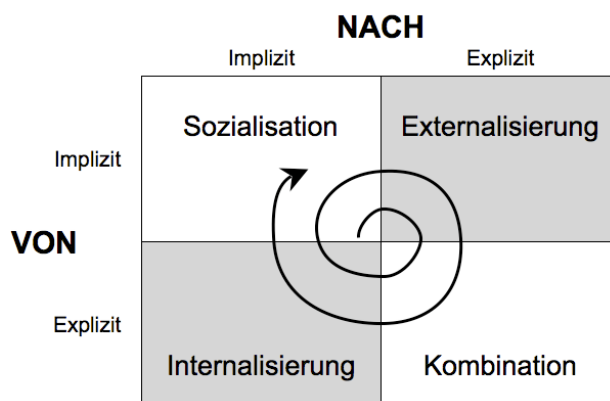 NACH
Implizit Explizit
Sozialisation Externalisierung
Implizit
VON
Explizit
Internalisierung Kombination